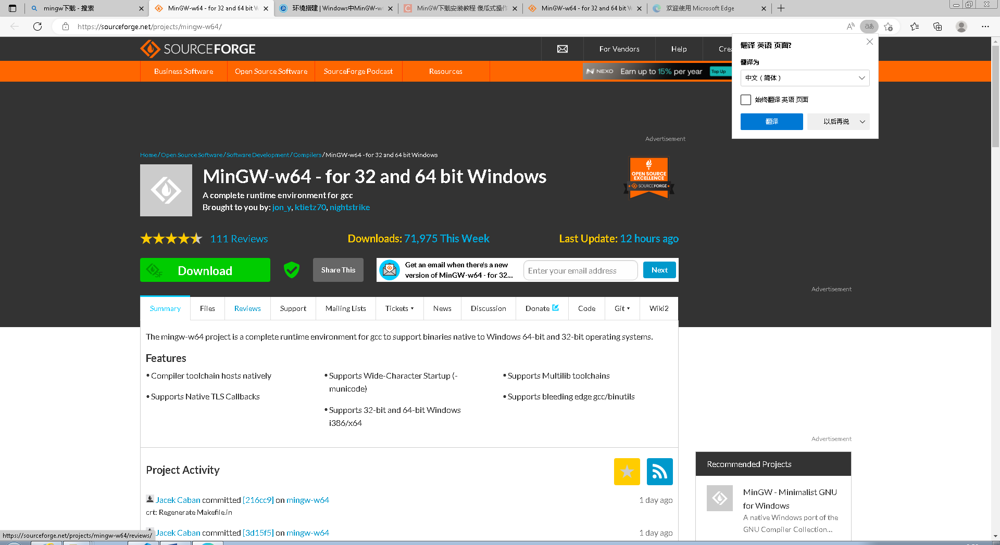 mingw下载 - 搜索
MinGW-w64 - for 32 and 64 bit W
环境搭建 | Windows中MinGW-w
MinGW下载安装教程 傻瓜式操作
MinGW-w64 - for 32 and 64 bit W
欢迎使用 Microsoft Edge
https://sourceforge.net/projects/mingw-w64/
翻译 英语 页面?
翻译为
中文（简体）
始终翻译 英语 页面
翻译
以后再说
SOURCEFORGE
For Vendors
Help
Crea
Business Software
Open Source Software
SourceForge Podcast
Resources
NEXO
Earn up to 15% per year
Top Up
Advertisement
Home / Open Source Software / Software Development / Compilers / MinGW-w64 - for 32 and 64 bit Windows
MinGW-w64 - for 32 and 64 bit Windows
A complete runtime environment for gcc
Brought to you by: jon_y, ktietz70, nightstrike
OPEN SOURCE
EXCELLENCE
SOURCEFORGE
111 Reviews
Downloads: 71,975 This Week
Last Update: 12 hours ago
SF
Download
Share This
Get an email when there's a new
version of MinGW-w64 - for 32...
Enter your email address
Next
Advertisement
Summary
Files
Reviews
Support
Mailing Lists
Tickets ▾
News
Discussion
Donate
Code
Git ▾
Wiki2
The mingw-w64 project is a complete runtime environment for gcc to support binaries native to Windows 64-bit and 32-bit operating systems.
Features
• Compiler toolchain hosts natively
• Supports Native TLS Callbacks
• Supports Wide-Character Startup (-
municode)
• Supports 32-bit and 64-bit Windows
i386/x64
• Supports Multilib toolchains
• Supports bleeding edge gcc/binutils
Advertisement
Project Activity
Jacek Caban committed [216cc9] on mingw-w64
1 day ago
crt: Regenerate Makefile.in
Jacek Caban committed [3d15f5] on mingw-w64
1 day ago
Recommended Projects
MinGW - Minimalist GNU
for Windows
A native Windows port of the
GNU Compiler Collection...
https://sourceforge.net/projects/mingw-w64/reviews/